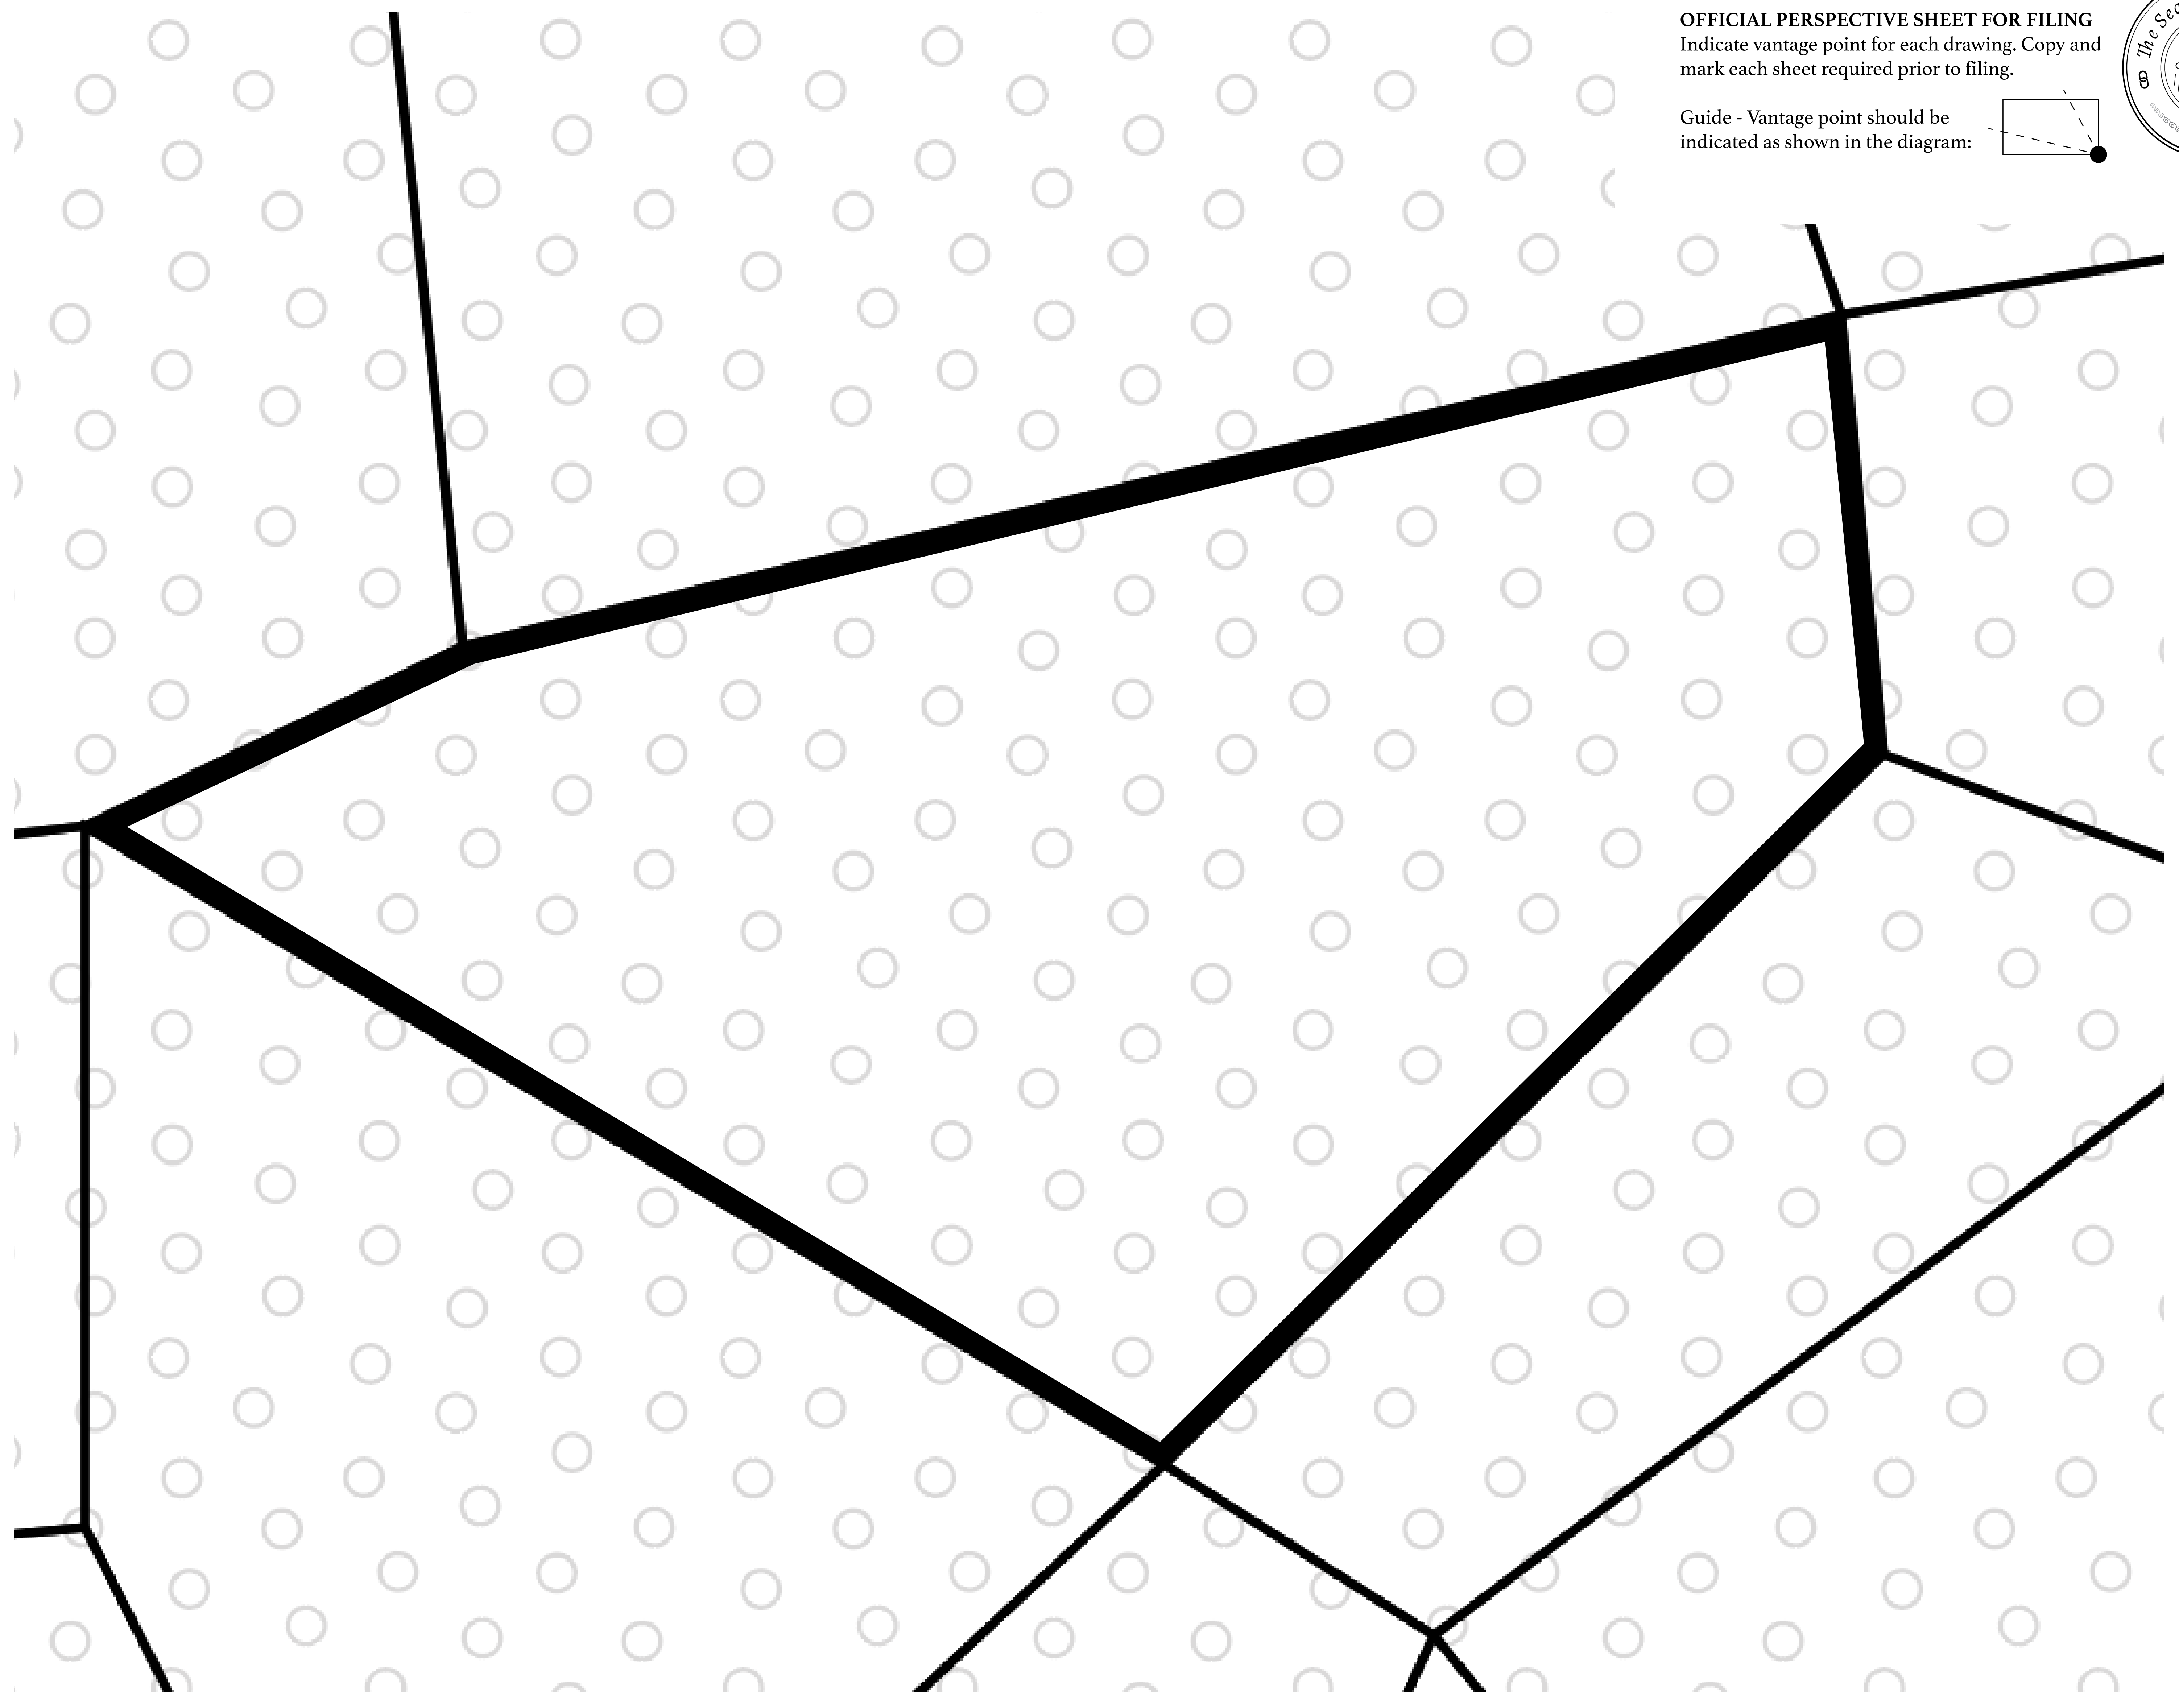 OFFICIAL PERSPECTIVE SHEET FOR FILING
Indicate vantage point for each drawing. Copy and
mark each sheet required prior to filing.
Guide - Vantage point should be
indicated as shown in the diagram:
The